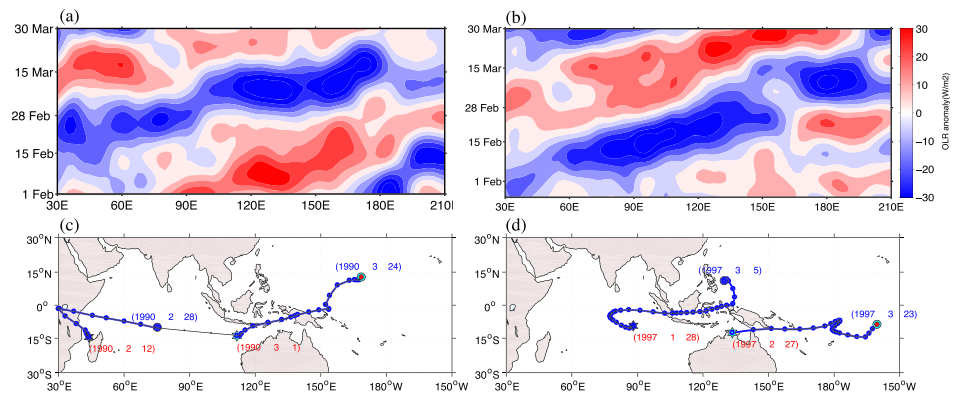 (a)
(b)
30 Mar
15 Mar
28 Feb
15 Feb
1 Feb
30E 60E 90E 120E 150E 180E 210E
30 Mar
15 Mar
28 Feb
15 Feb
1 Feb
30E 60E 90E 120E 150E 180E 210E
30
20
10
0
−10
−20
−30
OLR anomaly(W/m2)
(c)
(d)
30°N
15°N
0°
15°S
30°S
30°E 60°E 90°E 120°E 150°E 180°W 150°W
(1990 3 24)
(1990 2 28)
(1990 2 12)
(1990 3 1)
30°N
15°N
0°
15°S
30°S
30°E 60°E 90°E 120°E 150°E 180°W 150°W
(1997 3 5)
(1997 3 23)
(1997 1 28)
(1997 2 27)